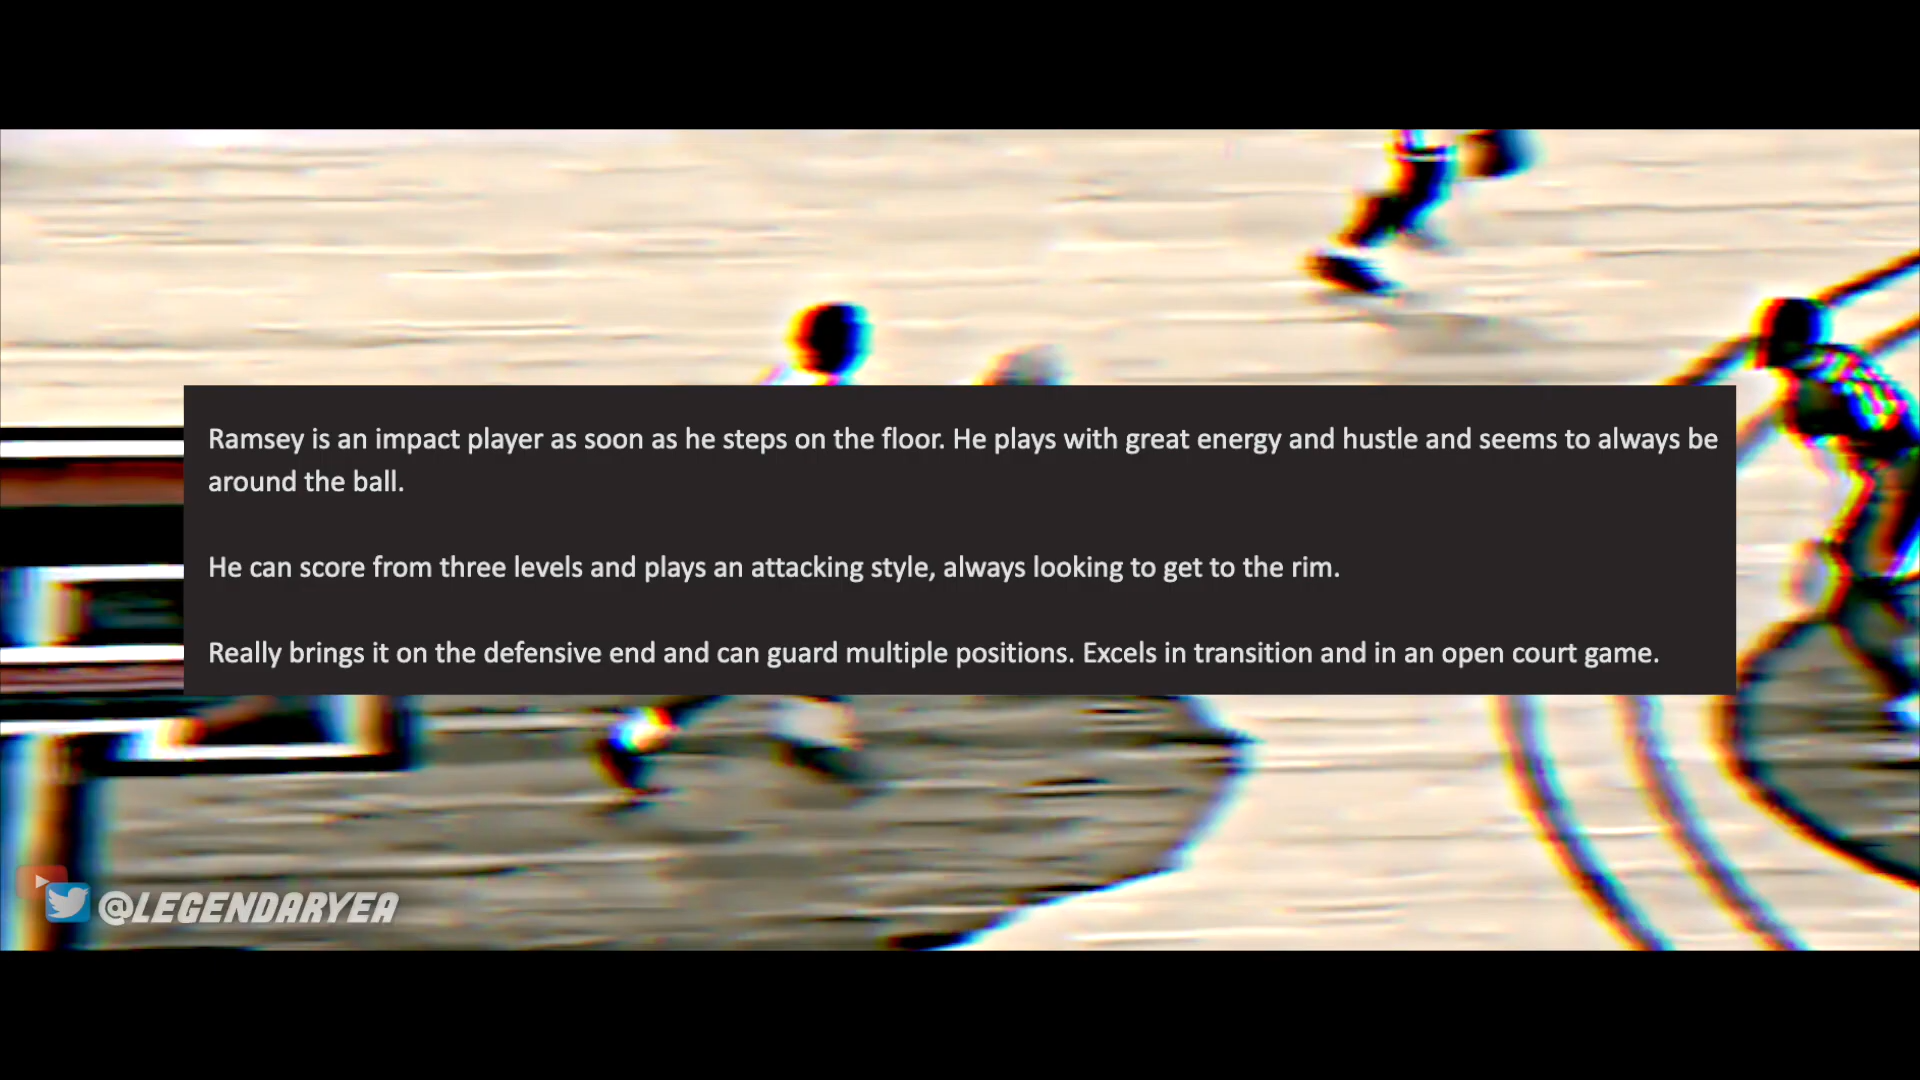 Ramsey is an impact player as soon as he steps on the floor. He plays with great energy and hustle and seems to always be
around the ball.
He can score from three levels and plays an attacking style, always looking to get to the rim.
Really brings it on the defensive end and can guard multiple positions. Excels in transition and in an open court game.
@LEGENDARYEA